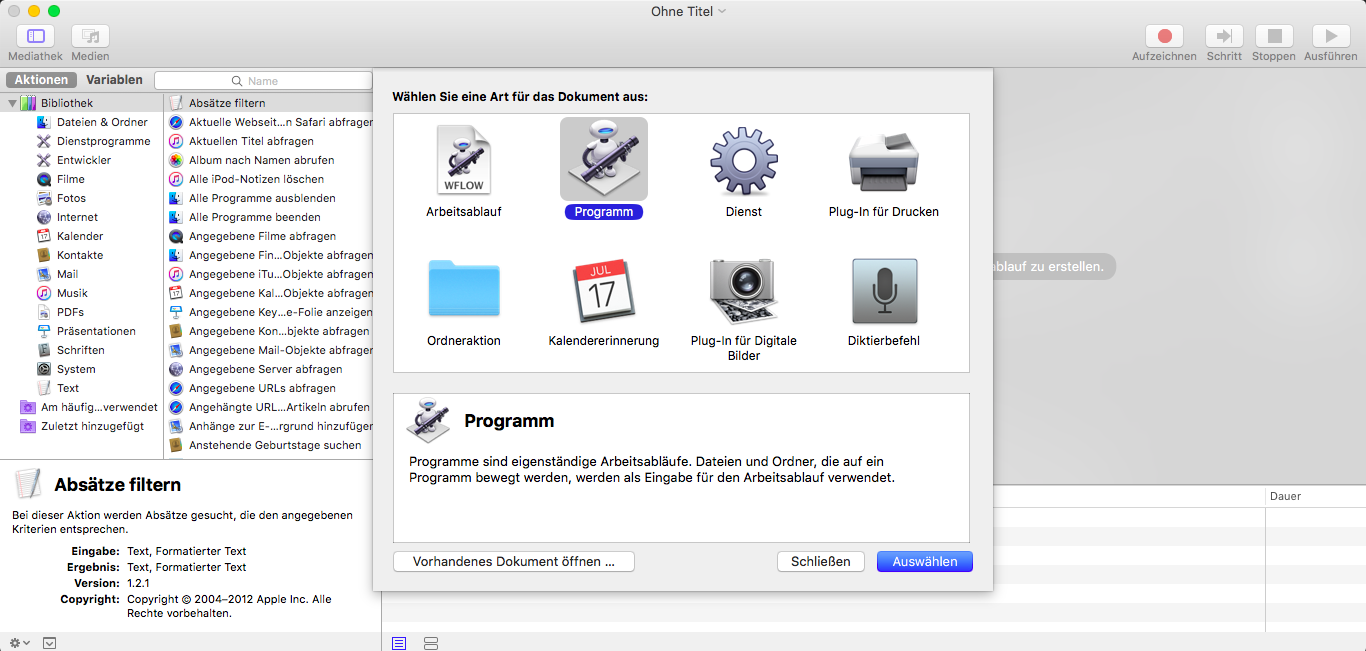 Ohne Titel
Mediathek
Medien
Aufzeichnen
Schritt
Stoppen
Ausführen
Aktionen
Variablen
Name
Bibliothek
Dateien & Ordner
Dienstprogramme
Entwickler
Filme
Fotos
Internet
Kalender
Kontakte
Mail
Musik
PDFs
Präsentationen
Schriften
System
Text
Am häufig...verwendet
Zuletzt hinzugefügt
Absätze filtern
Aktuelle Webseit...n Safari abfragen
Aktuellen Titel abfragen
Album nach Namen abrufen
Alle iPod-Notizen löschen
Alle Programme ausblenden
Alle Programme beenden
Angegebene Filme abfragen
Angegebene Fin...Objekte abfragen
Angegebene iTu...Objekte abfragen
Angegebene Kal...Objekte abfragen
Angegebene Key...e-Folie anzeigen
Angegebene Kon...bjekte abfragen
Angegebene Mail-Objekte abfragen
Angegebene Server abfragen
Angegebene URLs abfragen
Angehängte URL...Artikeln abrufen
Anhänge zur E-...rgrund hinzufügen
Anstehende Geburtstage suchen
Absätze filtern
Bei dieser Aktion werden Absätze gesucht, die den angegebenen
Kriterien entsprechen.
Eingabe: Text, Formatierter Text
Ergebnis: Text, Formatierter Text
Version: 1.2.1
Copyright: Copyright © 2004–2012 Apple Inc. Alle
Rechte vorbehalten.
Wählen Sie eine Art für das Dokument aus:
WFLOW
Arbeitsablauf
Programm
Dienst
Plug-In für Drucken
JUL
17
Ordneraktion
Kalendererinnerung
Plug-In für Digitale
Bilder
Diktierbefehl
Programm
Programme sind eigenständige Arbeitsabläufe. Dateien und Ordner, die auf ein
Programm bewegt werden, werden als Eingabe für den Arbeitsablauf verwendet.
Vorhandenes Dokument öffnen ...
Schließen
Auswählen
ablauf zu erstellen.
Dauer